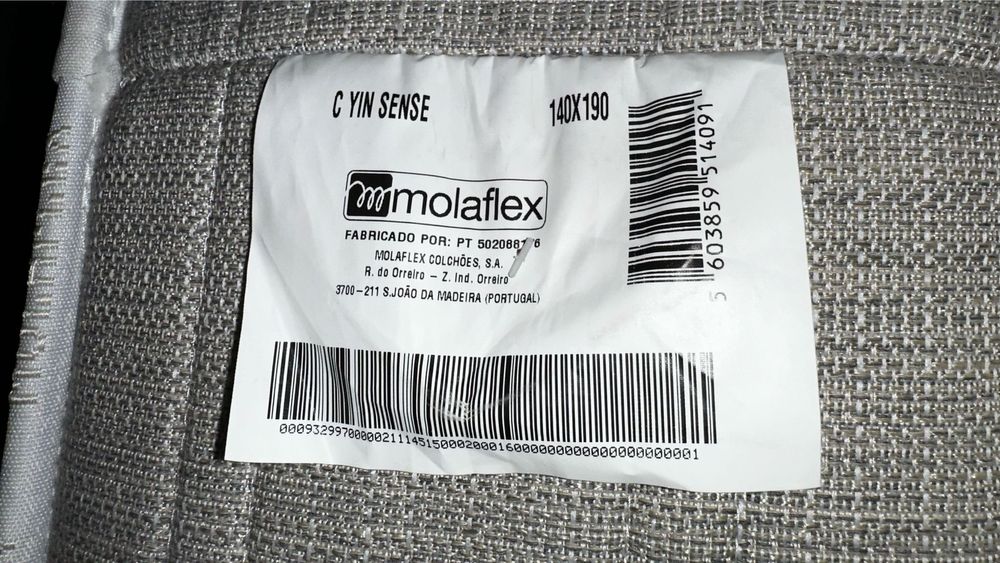 C YIN SENSE 140X190
molaflex
FABRICADO POR: PT
MOLAFLEX COLCHÕES, S.A.
R. do Orreiro – Z. Ind. Orreiro
3700-211 S.JOÃO DA MADEIRA (PORTUGAL)
5 603859 514091